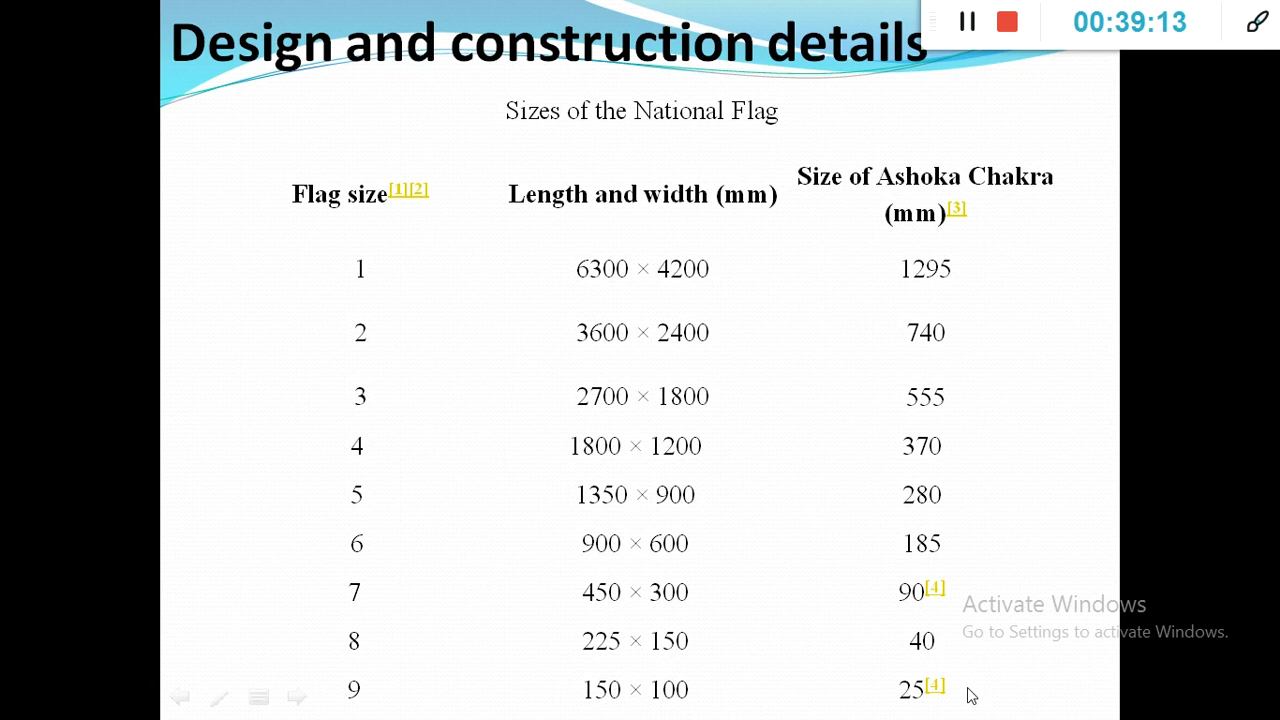 Design and construction details
00:39:13
Sizes of the National Flag
Flag size[1][2] Length and width (mm) Size of Ashoka Chakra (mm)[3]
1 6300 × 4200 1295
2 3600 × 2400 740
3 2700 × 1800 555
4 1800 × 1200 370
5 1350 × 900 280
6 900 × 600 185
7 450 × 300 90[4]
8 225 × 150 40
9 150 × 100 25[4]
Activate Windows
Go to Settings to activate Windows.